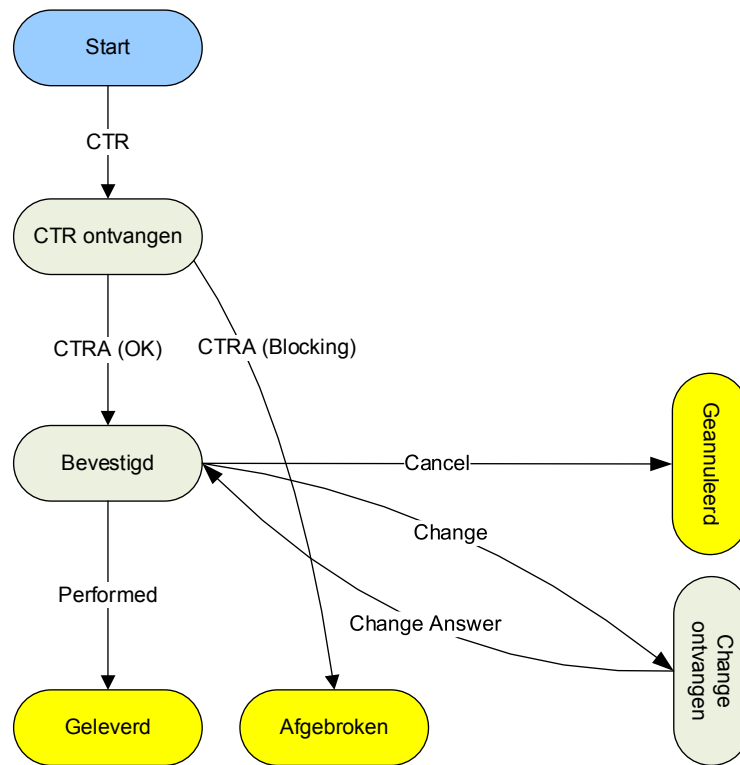 Start
CTR
CTR ontvangen
CTRA (OK)
CTRA (Blocking)
Bevestigd
Cancel
Geannuleerd
Change
Performed
Change Answer
Change
ontvangen
Geleverd
Afgebroken